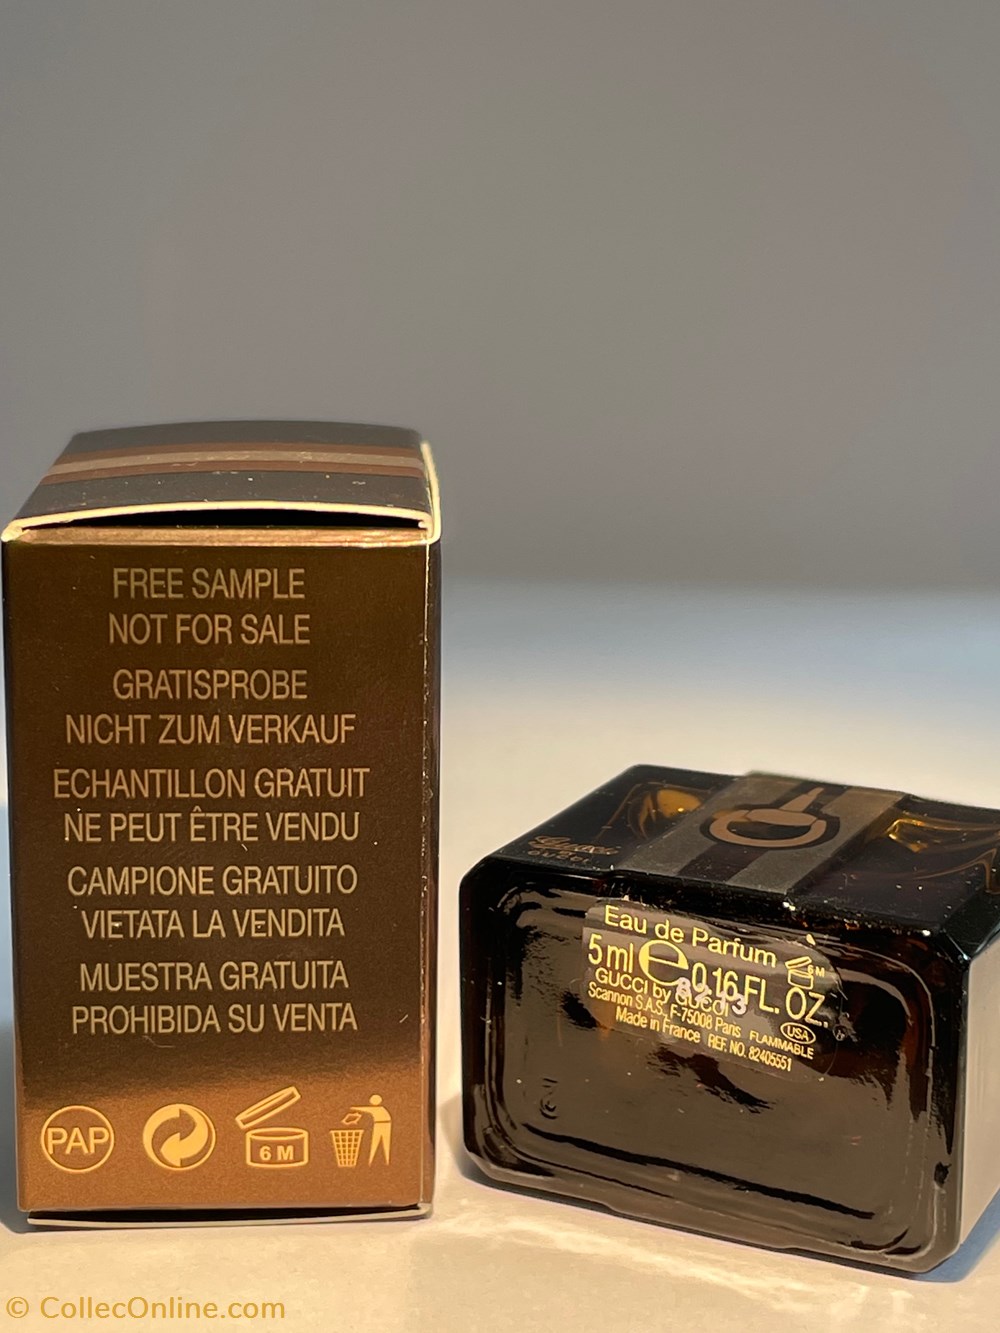 FREE SAMPLE
NOT FOR SALE
GRATISPROBE
NICHT ZUM VERKAUF
ECHANTILLON GRATUIT
NE PEUT ÊTRE VENDU
CAMPIONE GRATUITO
VIETATA LA VENDITA
MUESTRA GRATUITA
PROHIBIDA SU VENTA
PAP
6 M
Eau de Parfum
6M
5 ml e 0.16 FL. OZ.
GUCCI by GUCCI
Scannon S.A.S., F-75008 Paris
USA
Made in France
FLAMMABLE
REF. NO. 82405551
© CollecOnline.com